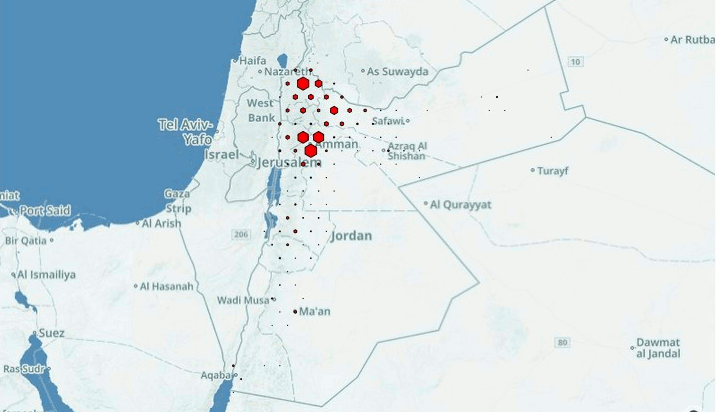 Haifa
Nazareth
As Suwayda
10
Ar Rutba
West
Bank
Tel Aviv-
Yafo
Safawi
Israel
Amman
Azraq Al
Shishan
Jerusalem
Turayf
Gaza
Strip
Port Said
Al Arish
Al Qurayyat
Bir Qatia
206
Jordan
Al Ismailiya
Al Hasanah
Wadi Musa
Ma'an
Suez
80
Dawmat
al Jandal
Ras Sudr
Aqaba